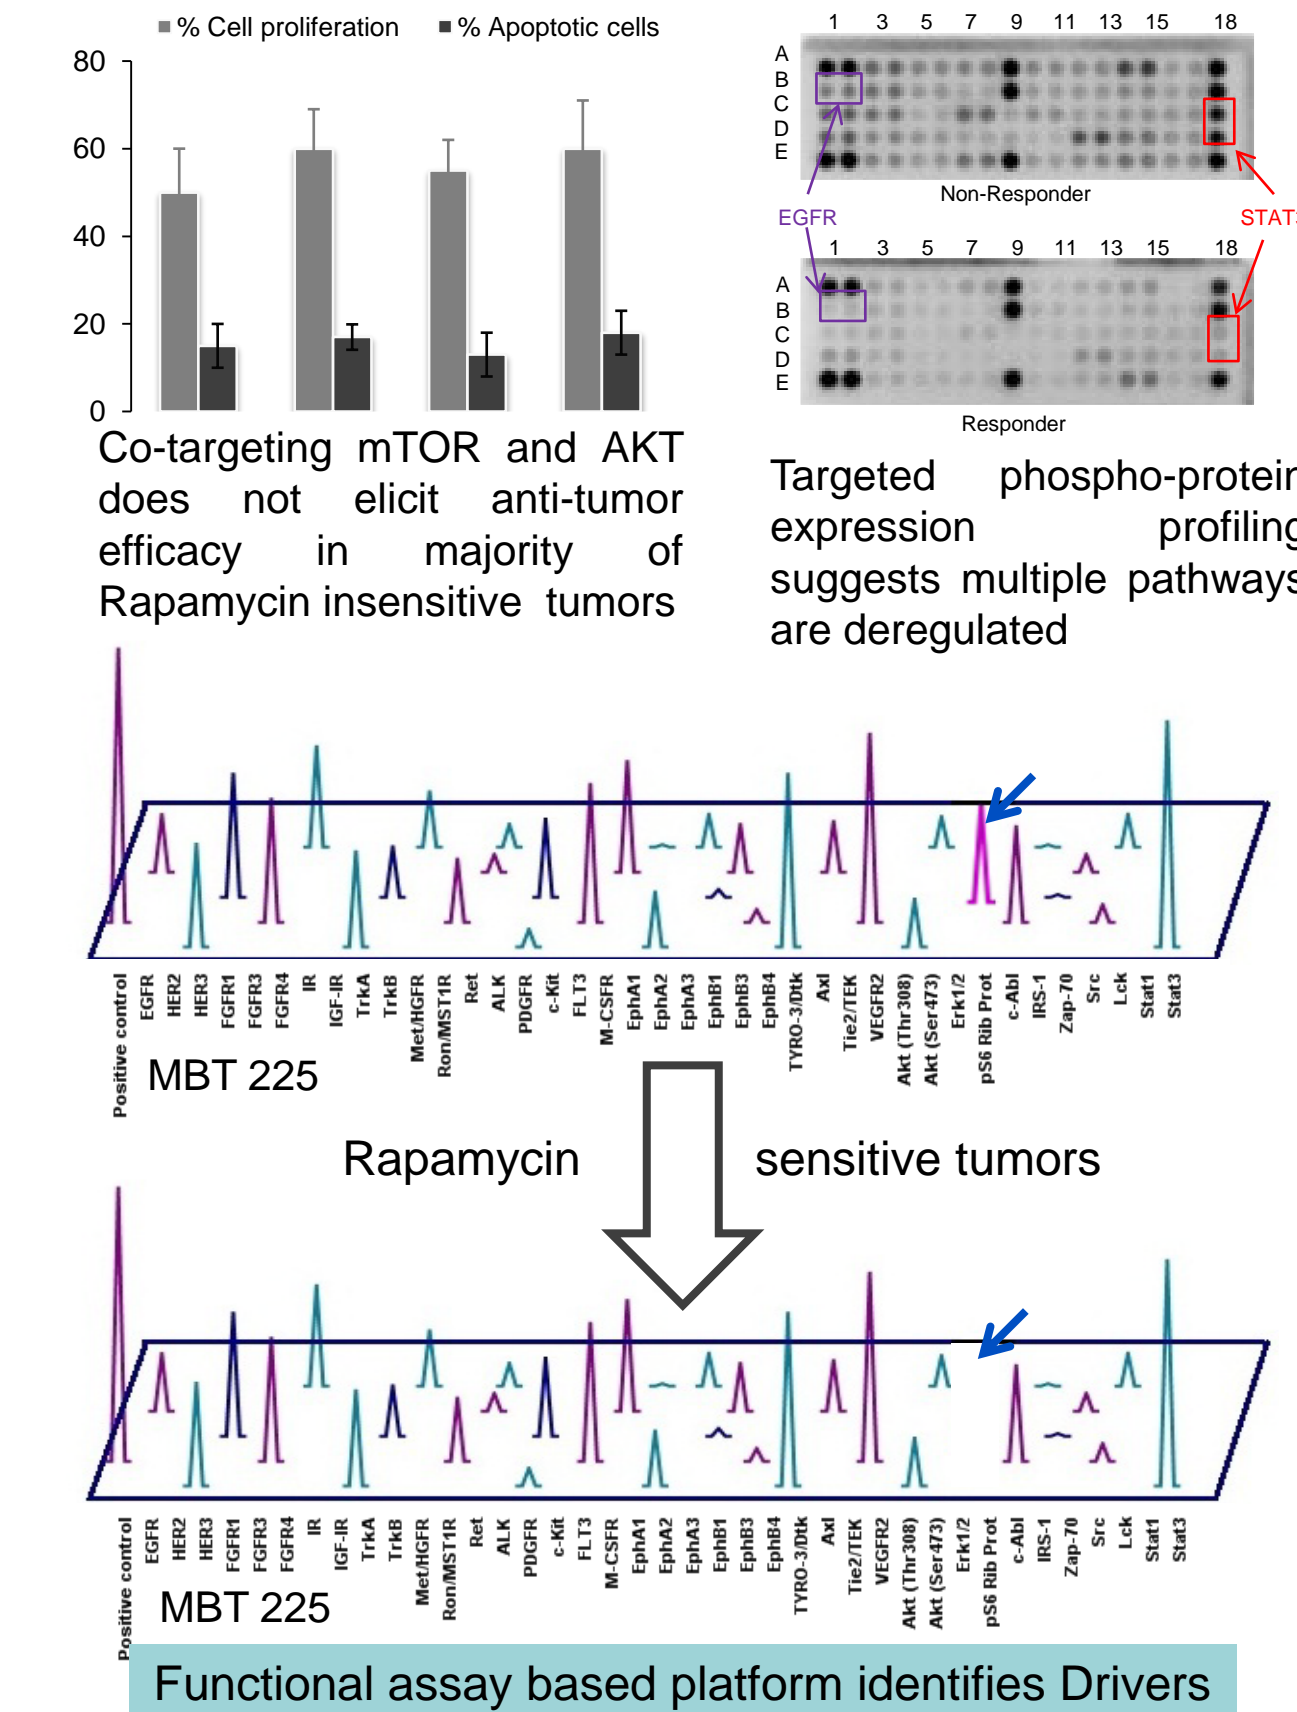 % Cell proliferation % Apoptotic cells
80
60
40
20
0
1 3 5 7 9 11 13 15 18
A
B
C
D
E
Non-Responder
EGFR
STAT3
1 3 5 7 9 11 13 15 18
A
B
C
D
E
Responder
Co-targeting mTOR and AKT
does not elicit anti-tumor
efficacy in majority of
Rapamycin insensitive tumors
Targeted phospho-protein
expression profiling
suggests multiple pathways
are deregulated
Positive control
EGFR
HER2
HER3
FGFR1
FGFR3
FGFR4
IR
IGF-IR
TrkA
TrkB
Met/HGFR
Ron/MST1R
Ret
ALK
PDGFR
c-Kit
FLT3
M-CSFR
EphA1
EphA2
EphA3
EphB1
EphB3
EphB4
TYRO-3/Dtk
Axl
Tie2/TEK
VEGFR2
Akt (Thr308)
Akt (Ser473)
Erk1/2
pS6 Rib Prot
c-Abl
IRS-1
Zap-70
Src
Lck
Stat1
Stat3
MBT 225
Rapamycin sensitive tumors
Positive control
EGFR
HER2
HER3
FGFR1
FGFR3
FGFR4
IR
IGF-IR
TrkA
TrkB
Met/HGFR
Ron/MST1R
Ret
ALK
PDGFR
c-Kit
FLT3
M-CSFR
EphA1
EphA2
EphA3
EphB1
EphB3
EphB4
TYRO-3/Dtk
Axl
Tie2/TEK
VEGFR2
Akt (Thr308)
Akt (Ser473)
Erk1/2
pS6 Rib Prot
c-Abl
IRS-1
Zap-70
Src
Lck
Stat1
Stat3
MBT 225
Functional assay based platform identifies Drivers